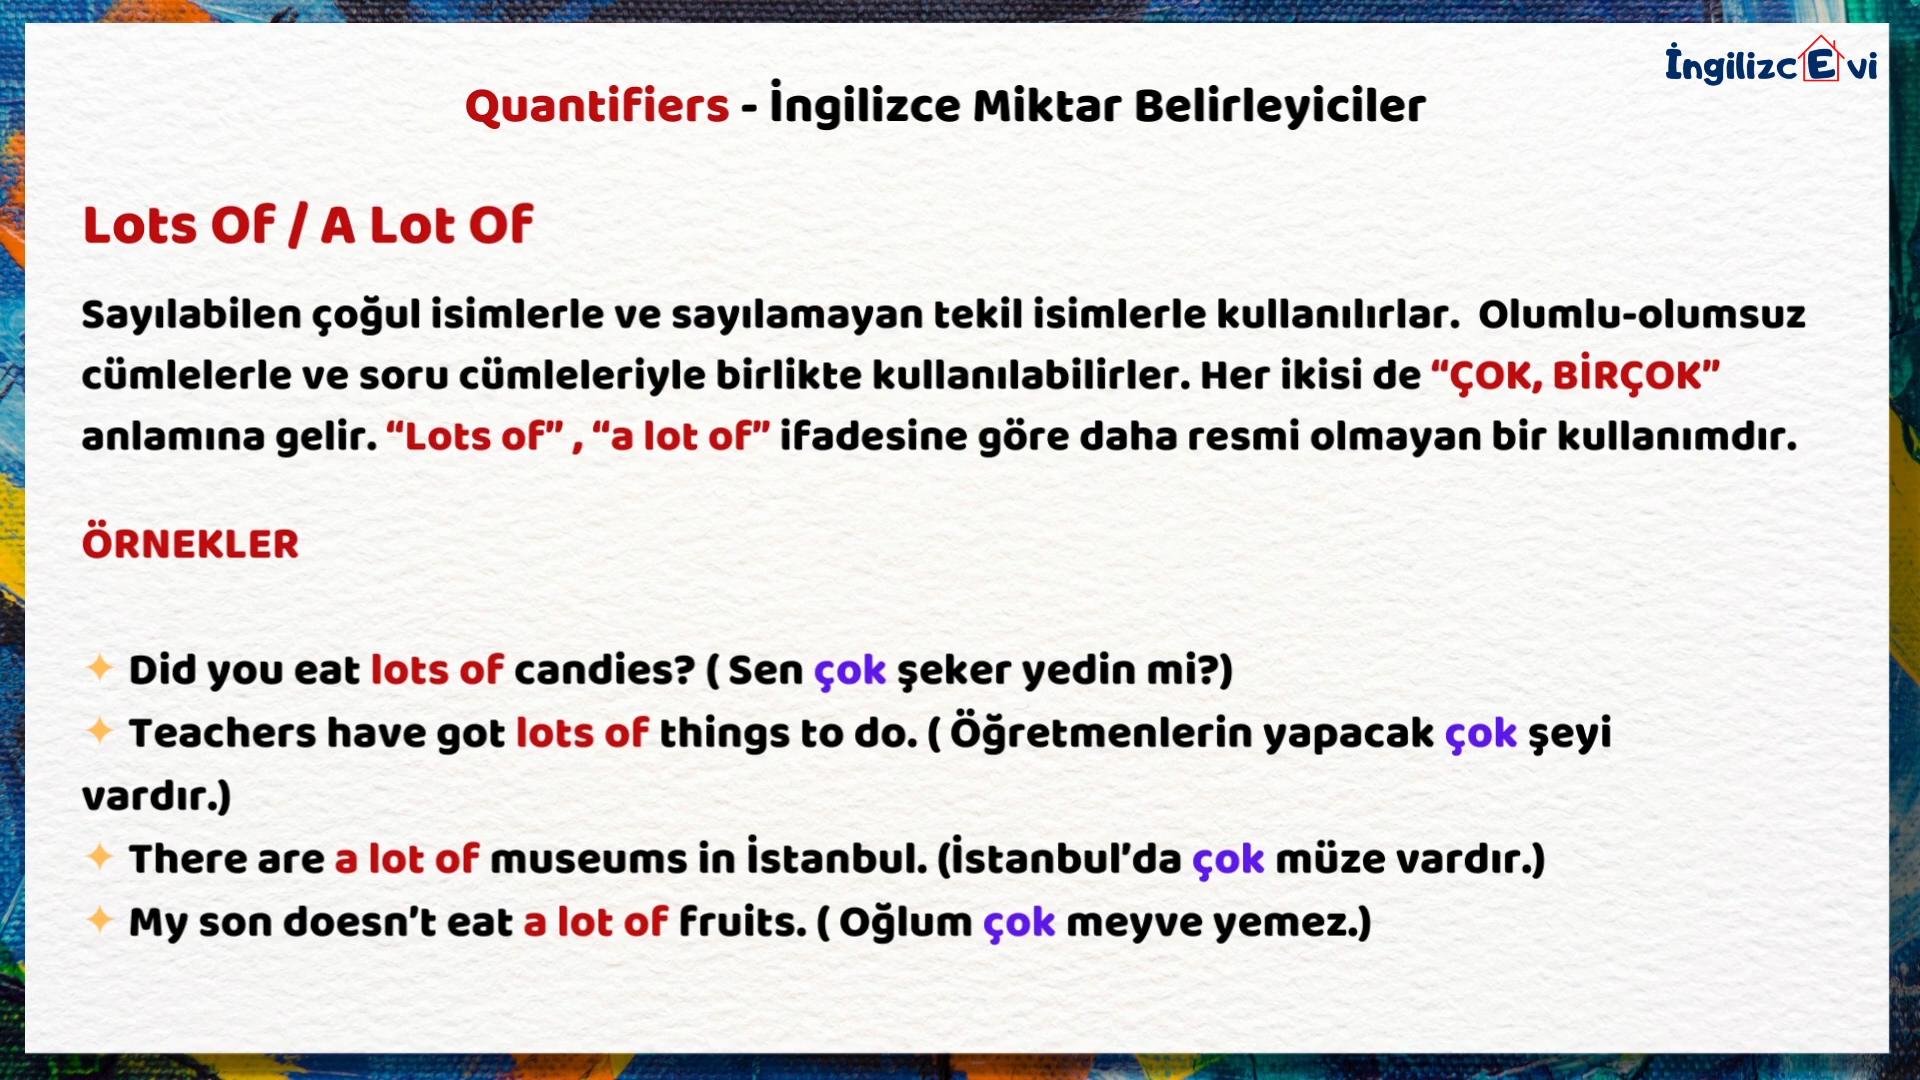 İngilizcEvi
Quantifiers - İngilizce Miktar Belirleyiciler
Lots Of / A Lot Of
Sayılabilen çoğul isimlerle ve sayılamayan tekil isimlerle kullanılırlar.  Olumlu-olumsuz
cümlelerle ve soru cümleleriyle birlikte kullanılabilirler. Her ikisi de “ÇOK, BİRÇOK”
anlamına gelir. “Lots of” , “a lot of” ifadesine göre daha resmi olmayan bir kullanımdır.
ÖRNEKLER
✦ Did you eat lots of candies? ( Sen çok şeker yedin mi?)
✦ Teachers have got lots of things to do. ( Öğretmenlerin yapacak çok şeyi
vardır.)
✦ There are a lot of museums in İstanbul. (İstanbul’da çok müze vardır.)
✦ My son doesn’t eat a lot of fruits. ( Oğlum çok meyve yemez.)